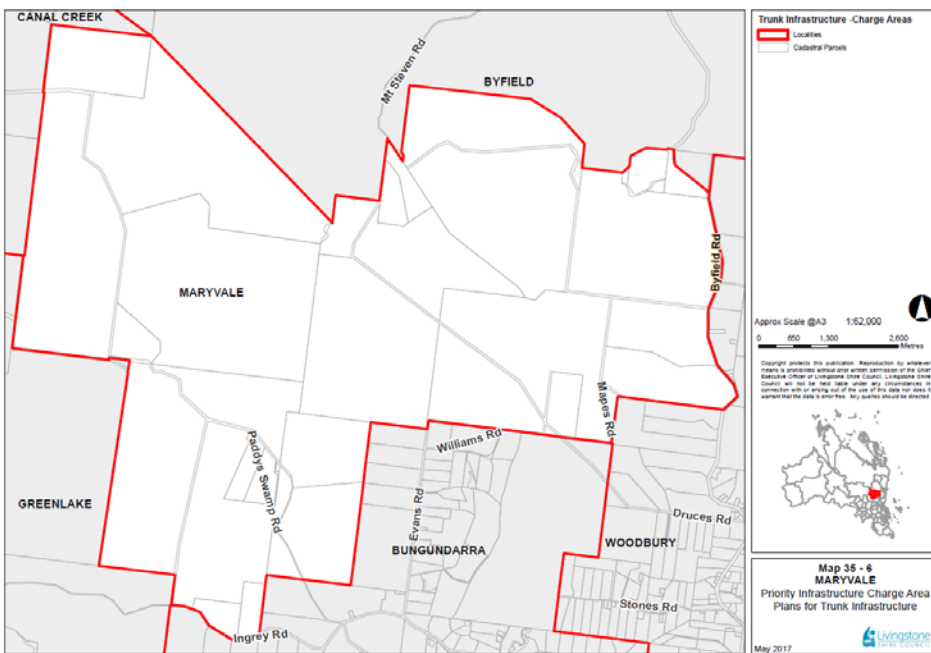 CANAL CREEK
Mt Steven Rd
BYFIELD
Byfield Rd
MARYVALE
Mapes Rd
Williams Rd
Paddys Swamp Rd
Evans Rd
GREENLAKE
Druces Rd
WOODBURY
BUNGUNDARRA
Stones Rd
Ingrey Rd
Trunk Infrastructure -Charge Areas
Localities
Cadastral Parcels
Approx Scale @A3 1:62,000
0 650 1,300 2,600
Metres
Copyright protects this publication. Reproduction by whatever
means is prohibited without prior written permission of the Chief
Executive Officer of Livingstone Shire Council. Livingstone Shire
Council will not be held liable under any circumstances in
connection with or arising out of the use of this data nor does it
warrant that the data is error free. Any queries should be directed
Map 35 - 6
MARYVALE
Priority Infrastructure Charge Area
Plans for Trunk Infrastructure
May 2017
Livingstone
SHIRE COUNCIL